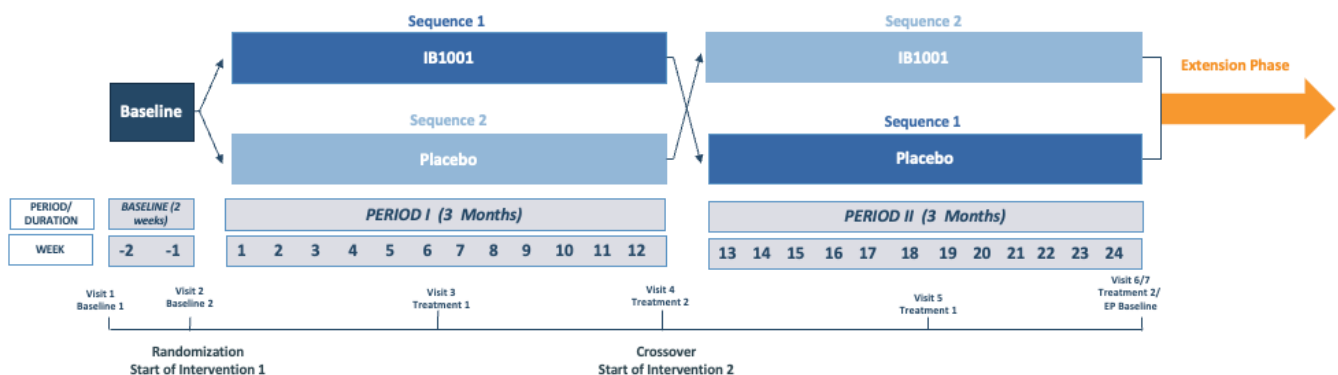 Sequence 1
Sequence 2
IB1001
IB1001
Extension Phase
Baseline
Sequence 2
Sequence 1
Placebo
Placebo
PERIOD/
DURATION
BASELINE (2
weeks)
PERIOD I (3 Months)
PERIOD II (3 Months)
WEEK
-2 -1
1 2 3 4 5 6 7 8 9 10 11 12
13 14 15 16 17 18 19 20 21 22 23 24
Visit 1
Baseline 1
Visit 2
Baseline 2
Visit 3
Treatment 1
Visit 4
Treatment 2
Visit 5
Treatment 1
Visit 6/7
Treatment 2/
EP Baseline
Randomization
Start of Intervention 1
Crossover
Start of Intervention 2